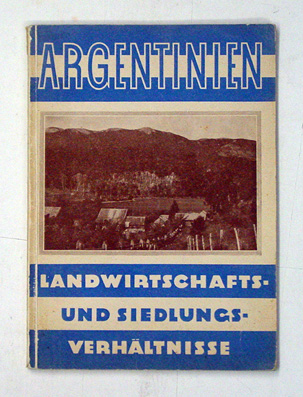 ARGENTINIEN
LANDWIRTSCHAFTS-
UND SIEDLUNGS-
VERHÄLTNISSE